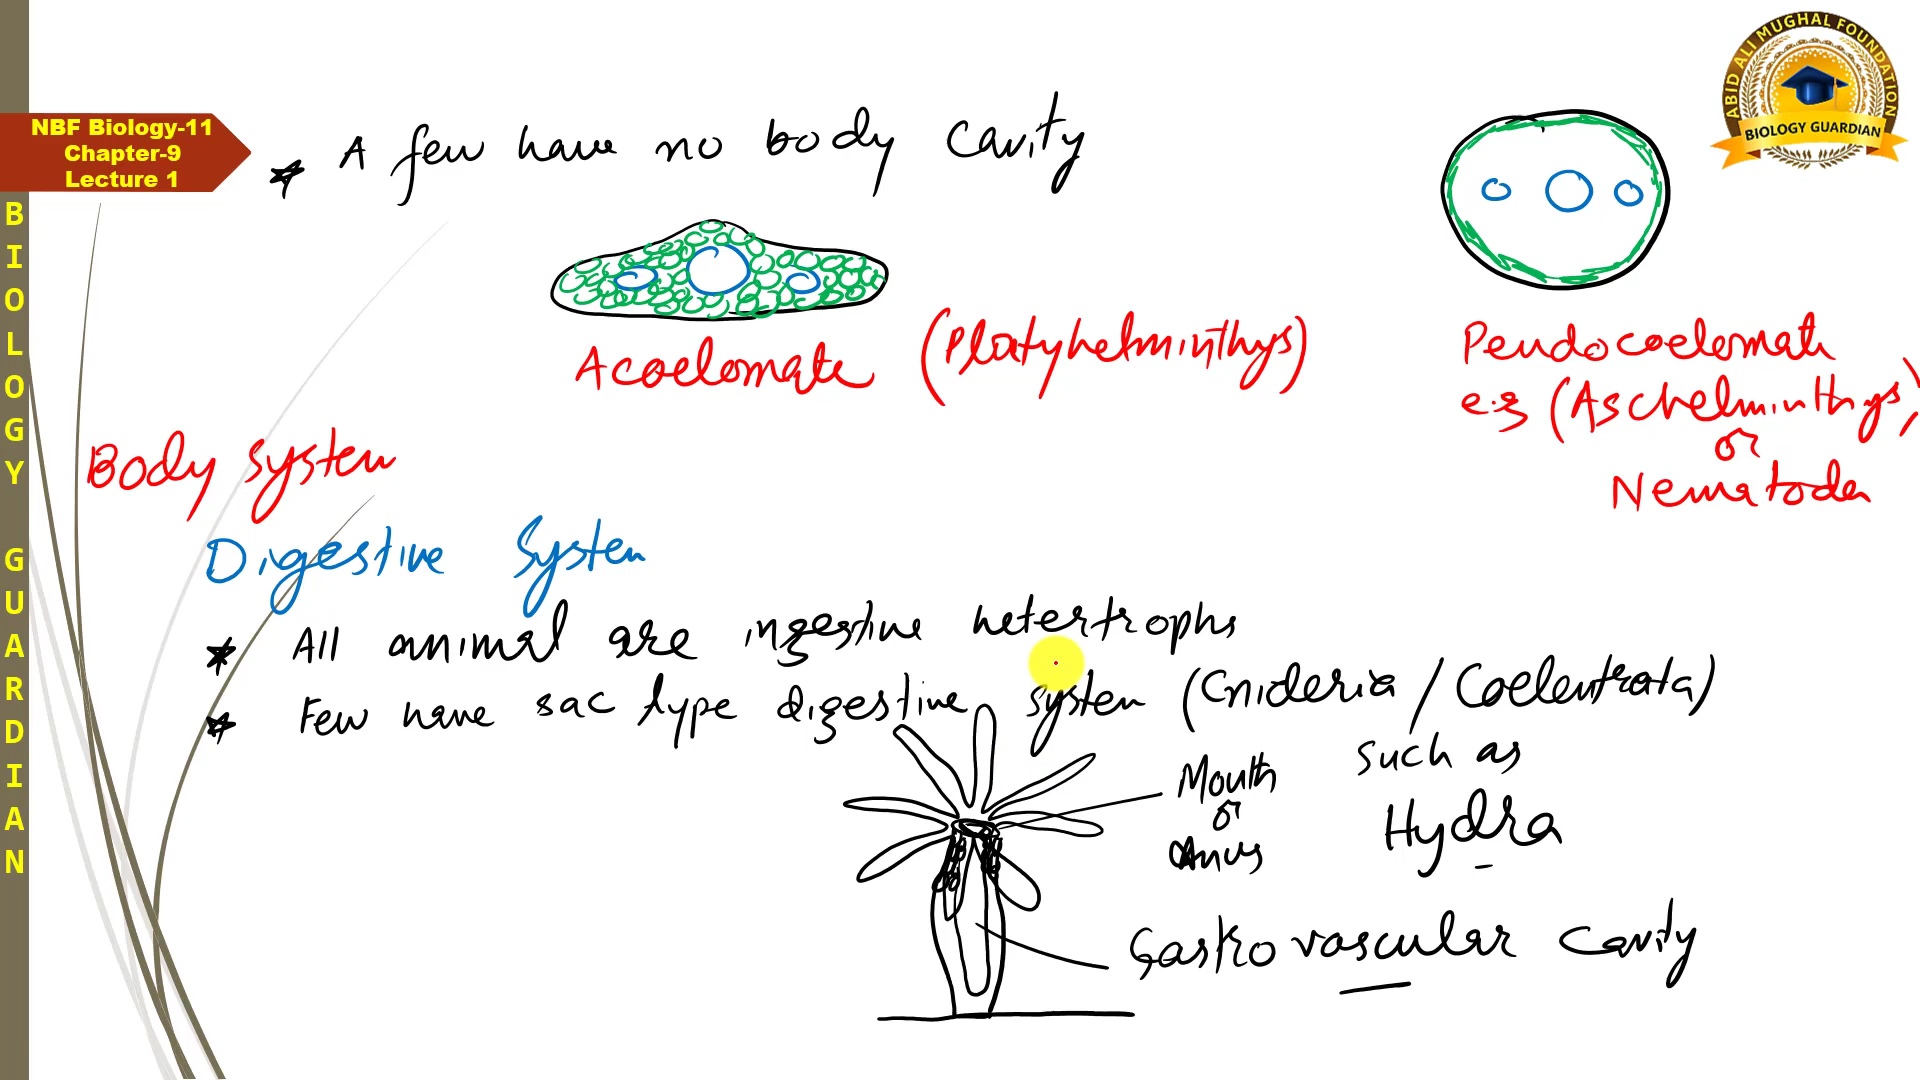 ABID ALI MUGHAL FOUNDATION
BIOLOGY GUARDIAN
NBF Biology-11
Chapter-9
Lecture 1
BIOLOGY GUARDIAN
* A few have no body cavity
Acoelomate (Platyhelminthys)
Pseudocoelomate
e.g (Aschelminthys)
or
Nematoda
Body system
Digestive System
* All animal are ingestive hetertrophs
* Few have sac type digestive system (Cnideria / Coelentrata)
such as
Hydra
Mouth
or
Anus
Gastrovascular cavity